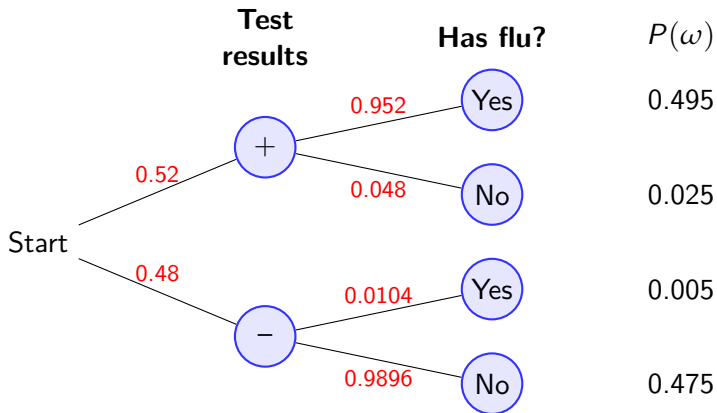 Test
results
Has flu?
P(ω)
0.952
Yes
0.495
+
0.52
0.048
No
0.025
Start
0.48
0.0104
Yes
0.005
−
0.9896
No
0.475